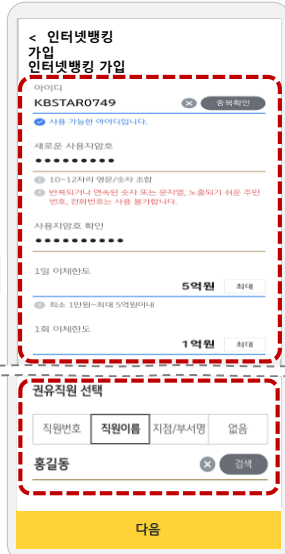 < 인터넷뱅킹
가입
인터넷뱅킹 가입
아이디
KBSTAR0749 중복확인
사용 가능한 아이디입니다.
새로운 사용자암호
●●●●●●●●●
10~12자리 영문/숫자 조합
반복되거나 연속된 숫자 또는 문자열, 노출되기 쉬운 주민
번호, 전화번호는 사용 불가합니다.
사용자암호 확인
●●●●●●●●●●
1일 이체한도
5억원 최대
최소 1만원~최대 5억원이내
1회 이체한도
1억원 최대
권유직원 선택
직원번호 직원이름 지점/부서명 없음
홍길동 검색
다음